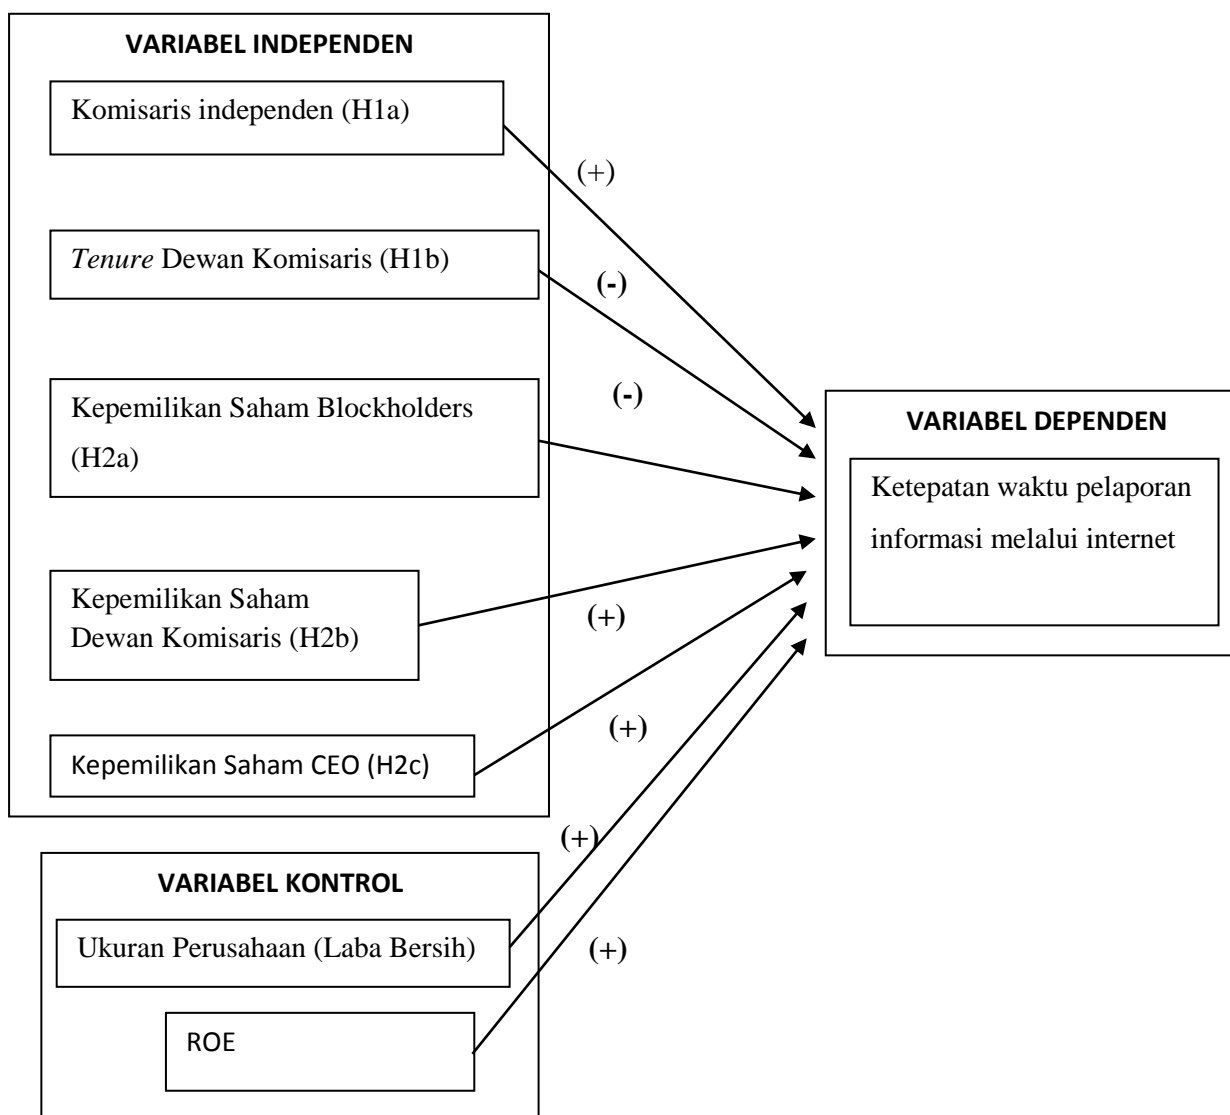 VARIABEL INDEPENDEN
Komisaris independen (H1a)
(+)
Tenure Dewan Komisaris (H1b)
(-)
Kepemilikan Saham Blockholders
(H2a)
(-)
Kepemilikan Saham
Dewan Komisaris (H2b)
(+)
Kepemilikan Saham CEO (H2c)
(+)
VARIABEL DEPENDEN
Ketepatan waktu pelaporan
informasi melalui internet
VARIABEL KONTROL
Ukuran Perusahaan (Laba Bersih)
(+)
ROE
(+)